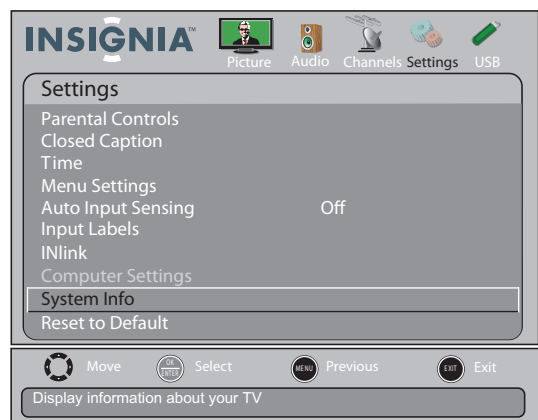 INSIGNIA™
Picture Audio Channels Settings USB
Settings
Parental Controls
Closed Caption
Time
Menu Settings
Auto Input Sensing Off
Input Labels
INlink
Computer Settings
System Info
Reset to Default
Move OK ENTER Select MENU Previous EXIT Exit
Display information about your TV